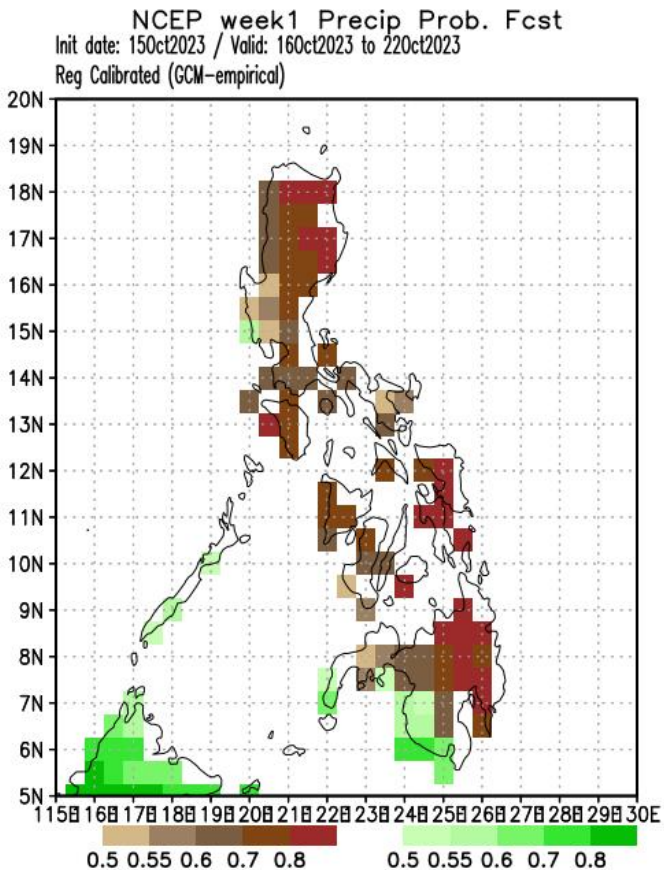 NCEP week1 Precip Prob. Fcst
Init date: 15Oct2023 / Valid: 16Oct2023 to 22Oct2023
Reg Calibrated (GCM-empirical)
20N
19N
18N
17N
16N
15N
14N
13N
12N
11N
10N
9N
8N
7N
6N
5N
115E 116E 117E 118E 119E 120E 121E 122E 123E 124E 125E 126E 127E 128E 129E 130E
0.5 0.55 0.6 0.7 0.8 0.5 0.55 0.6 0.7 0.8